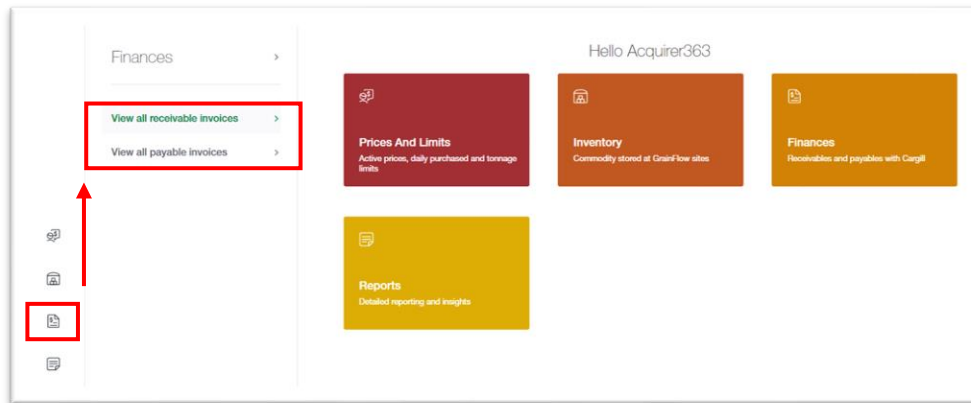 Finances
View all receivable invoices
View all payable invoices
Hello Acquirer363
Prices And Limits
Active prices, daily purchased and tonnage
limits
Inventory
Commodity stored at GrainFlow sites
Finances
Receivables and payables with Cargill
Reports
Detailed reporting and insights